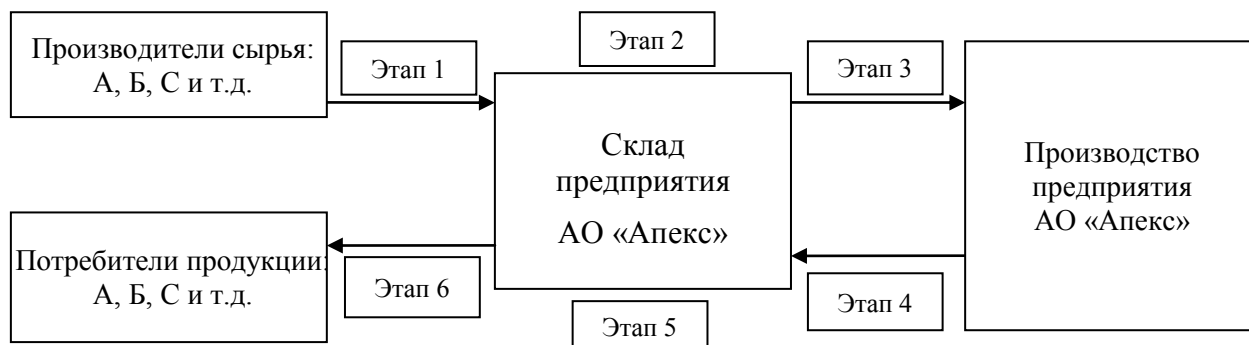 Производители сырья:
А, Б, С и т.д.
Этап 1
Этап 2
Этап 3
Склад
предприятия
АО «Апекс»
Производство
предприятия
АО «Апекс»
Потребители продукции:
А, Б, С и т.д.
Этап 6
Этап 5
Этап 4